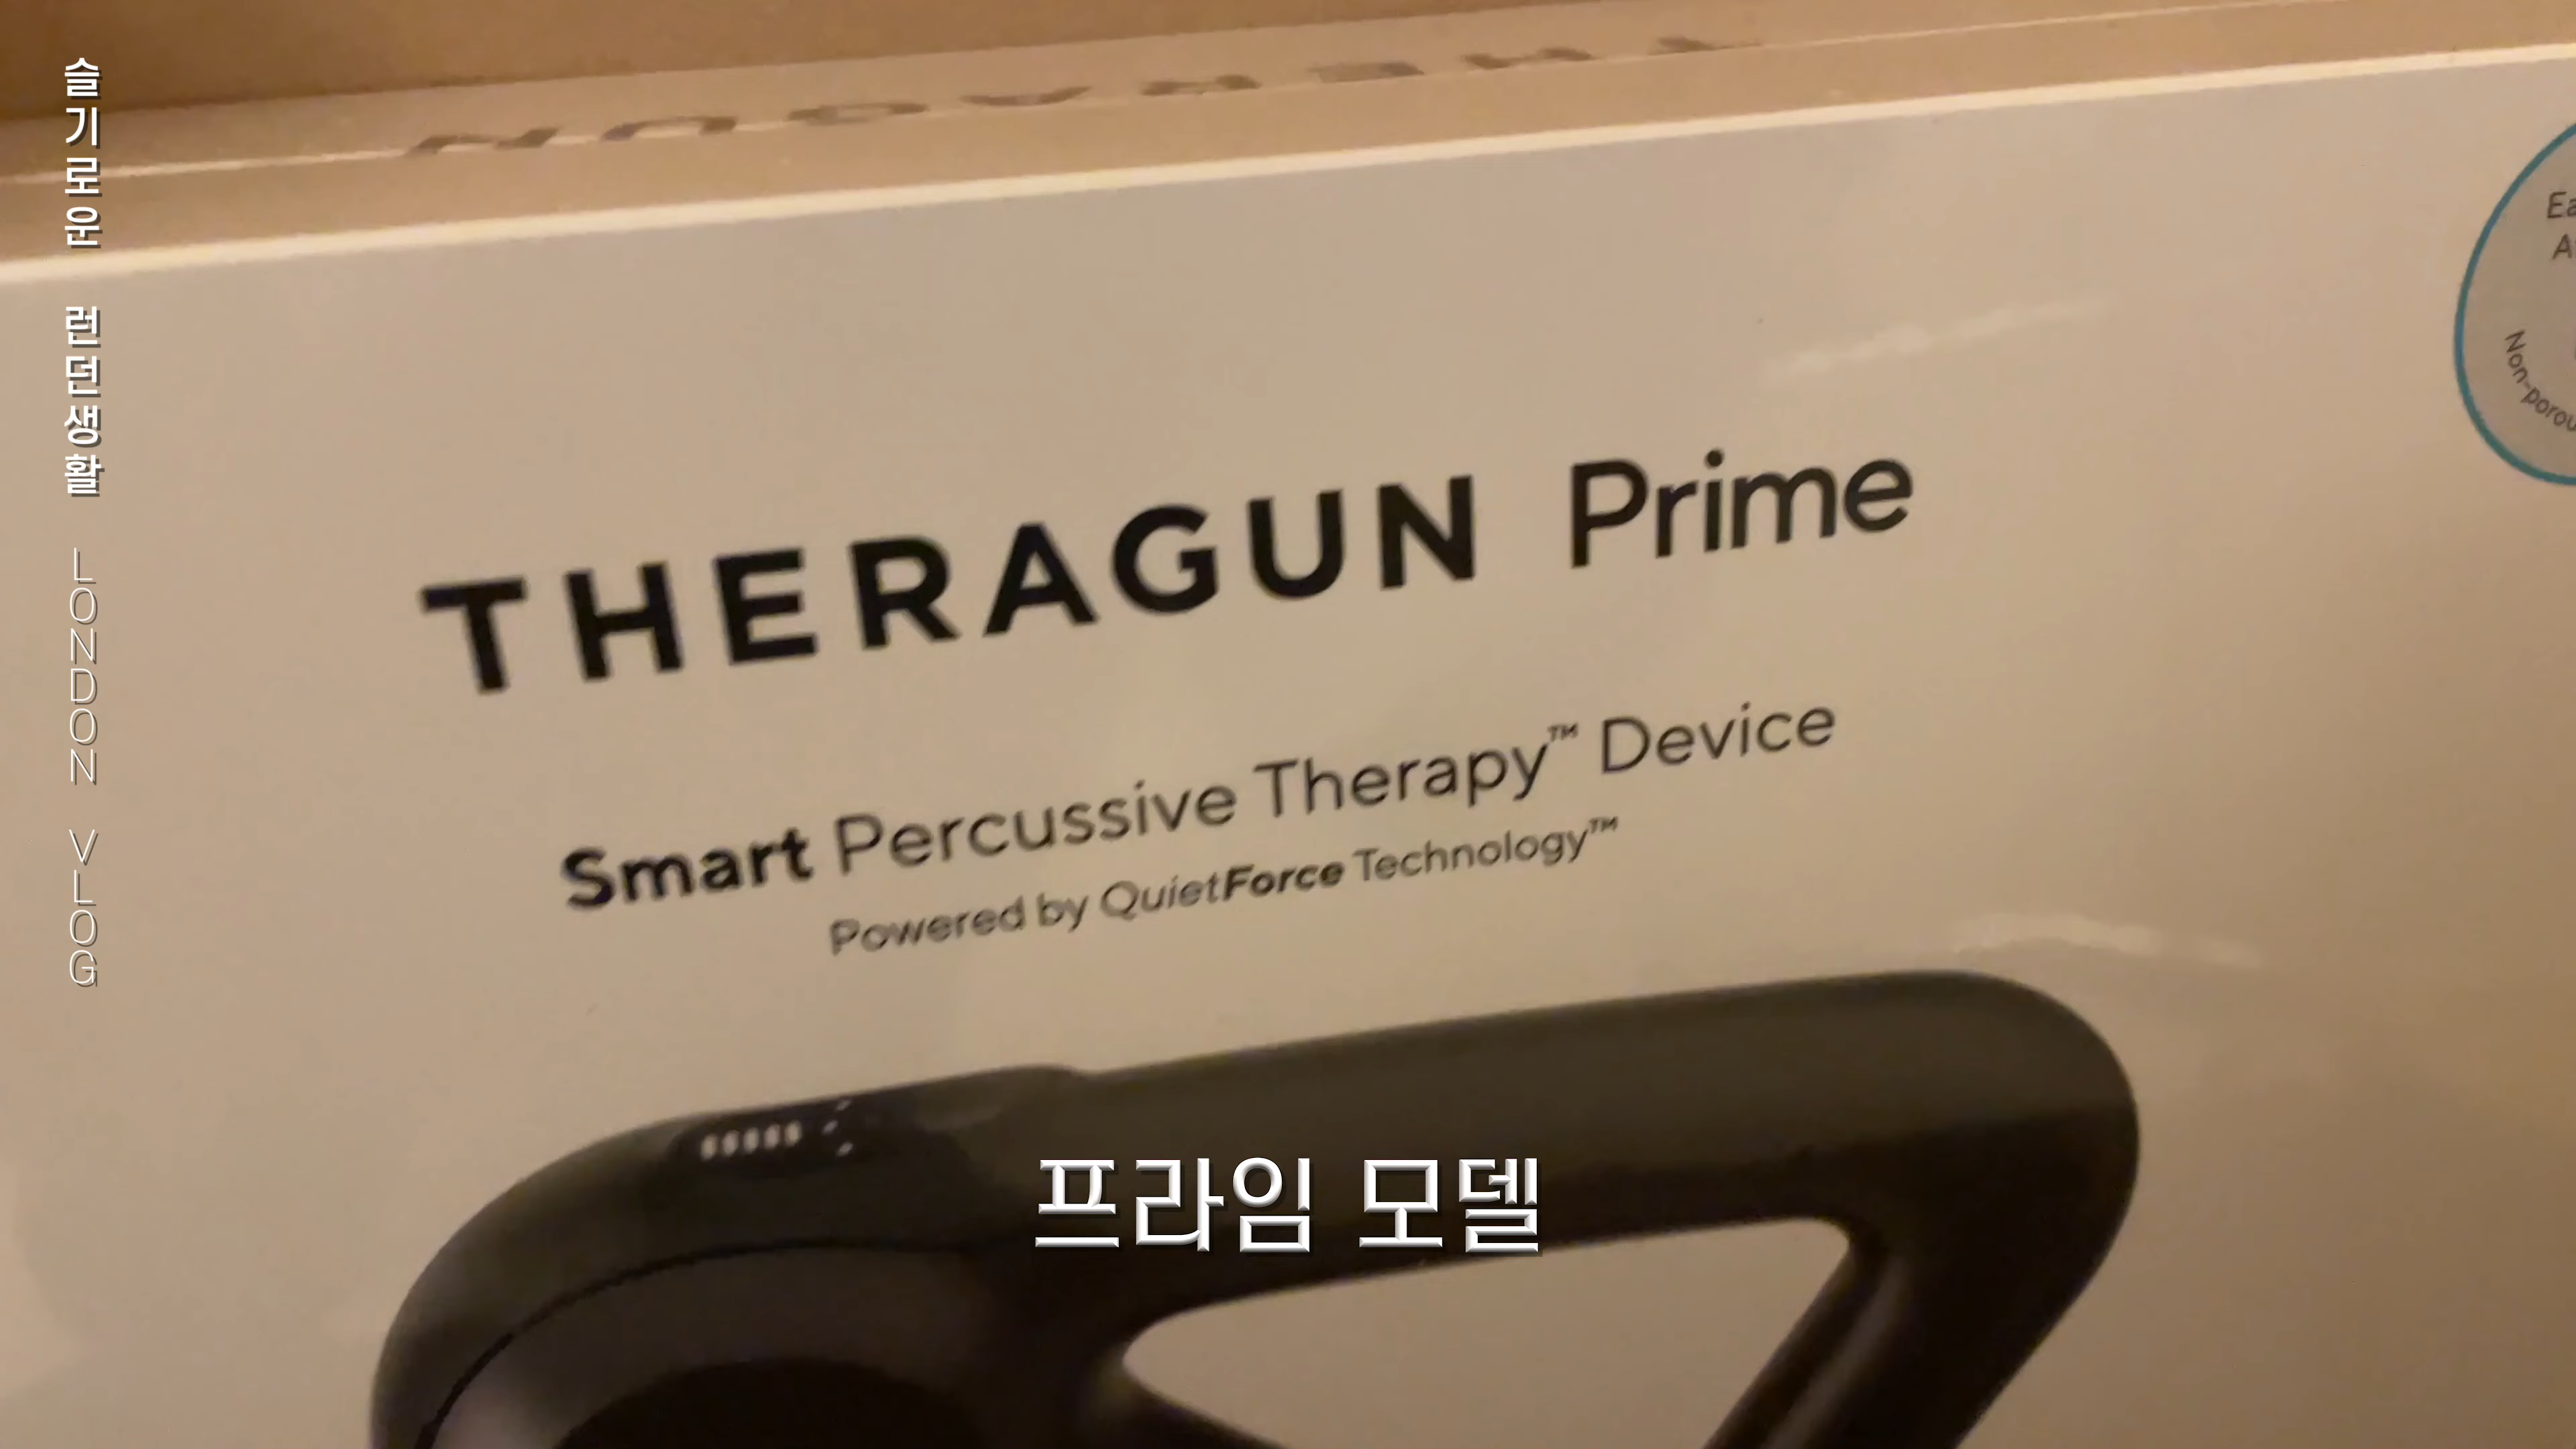 슬기로운 런던생활 LONDON VLOG
THERAGUN
THERAGUN Prime
Smart Percussive Therapy™ Device
Powered by QuietForce Technology™
프라임 모델